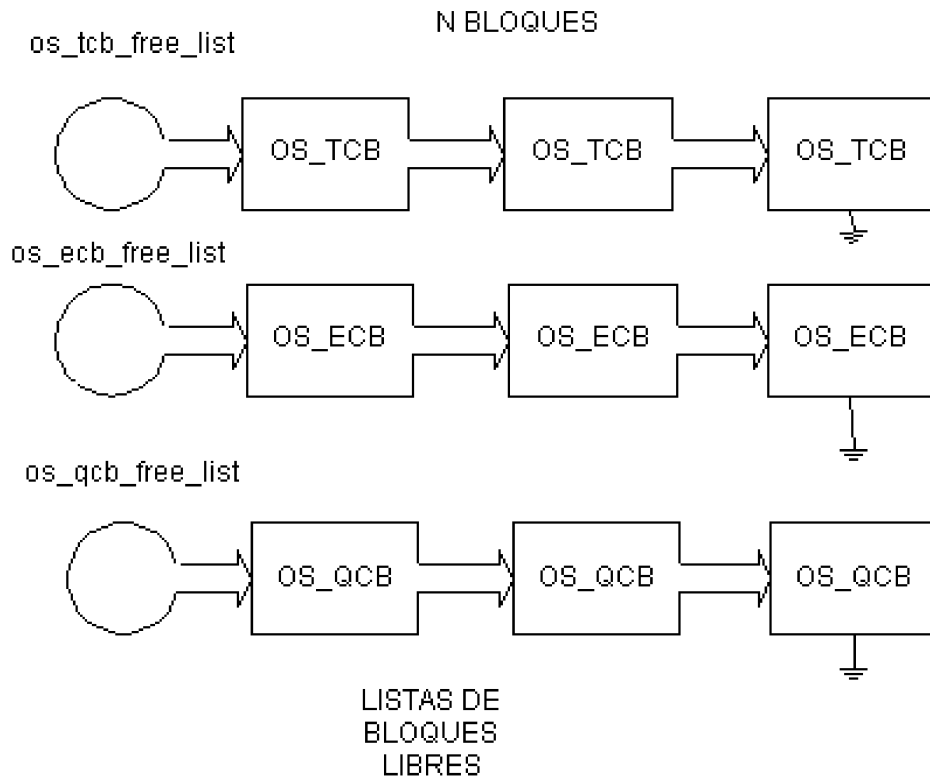 N BLOQUES
os_tcb_free_list
OS_TCB OS_TCB OS_TCB
os_ecb_free_list
OS_ECB OS_ECB OS_ECB
os_qcb_free_list
OS_QCB OS_QCB OS_QCB
LISTAS DE
BLOQUES
LIBRES